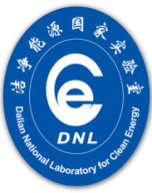 洁净能源国家实验室
DNL
Dalian National Laboratory for Clean Energy